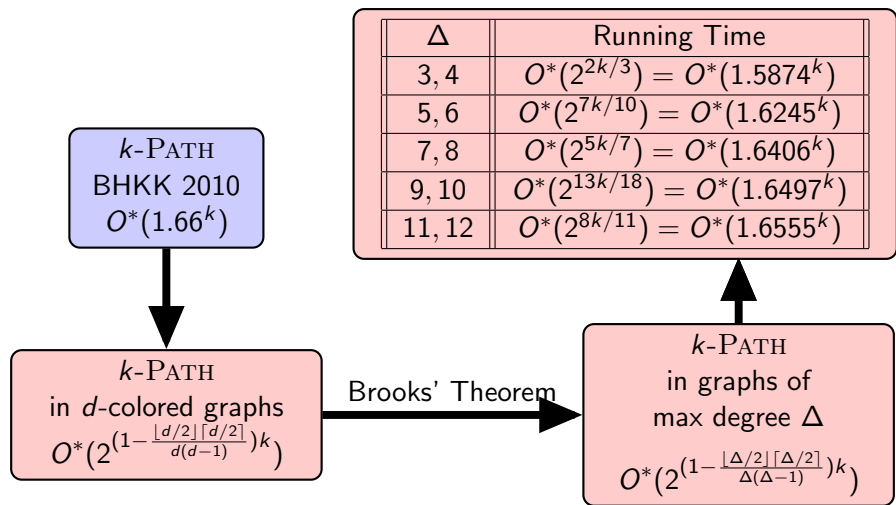 Δ Running Time
3, 4 O*(2^{2k/3}) = O*(1.5874^k)
5, 6 O*(2^{7k/10}) = O*(1.6245^k)
7, 8 O*(2^{5k/7}) = O*(1.6406^k)
9, 10 O*(2^{13k/18}) = O*(1.6497^k)
11, 12 O*(2^{8k/11}) = O*(1.6555^k)
k-PATH
BHKK 2010
O*(1.66^k)
k-PATH
in d-colored graphs
O*(2^{(1-\frac{⌊d/2⌋⌈d/2⌉}{d(d-1)})k})
Brooks' Theorem
k-PATH
in graphs of
max degree Δ
O*(2^{(1-\frac{⌊Δ/2⌋⌈Δ/2⌉}{Δ(Δ-1)})k})